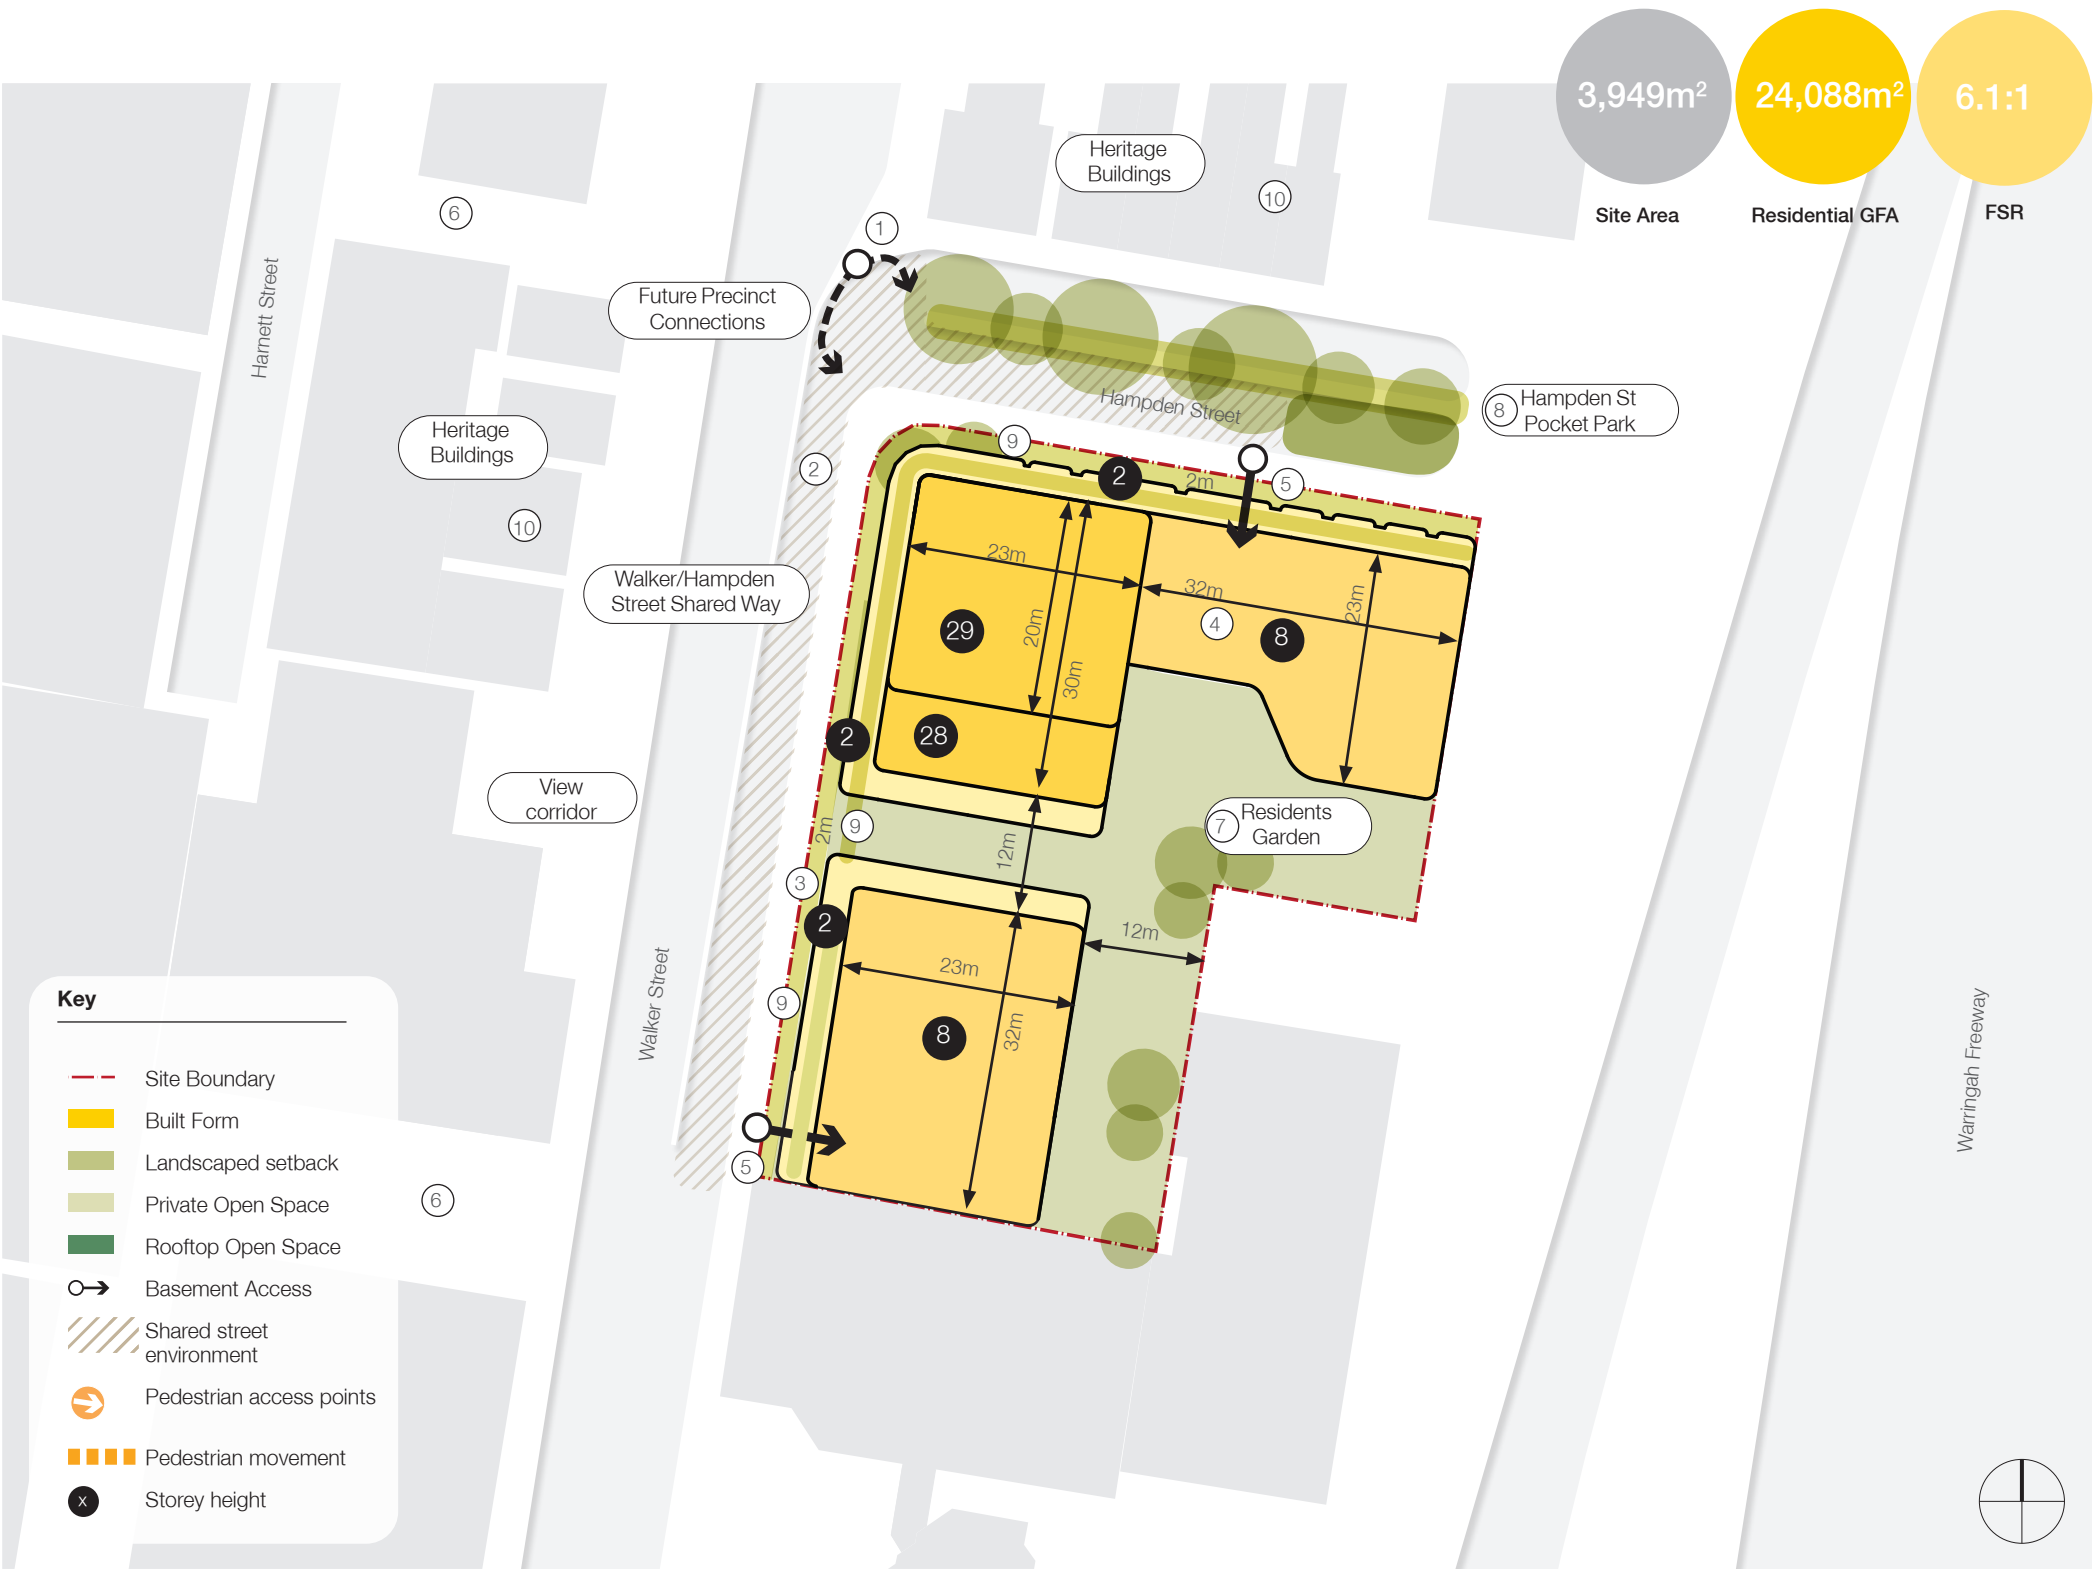 3,949m²
24,088m²
6.1:1
Site Area
Residential GFA
FSR
Heritage
Buildings
10
6
1
Harnett Street
Future Precinct
Connections
Hampden Street
8
Hampden St
Pocket Park
Heritage
Buildings
9
2
2
2m
5
10
23m
32m
23m
Walker/Hampden
Street Shared Way
29
20m
4
8
30m
2
28
View
corridor
2m
9
7
Residents
Garden
12m
3
2
12m
23m
9
8
32m
Walker Street
Warringah Freeway
5
6
Key
Site Boundary
Built Form
Landscaped setback
Private Open Space
Rooftop Open Space
Basement Access
Shared street
environment
Pedestrian access points
Pedestrian movement
X
Storey height